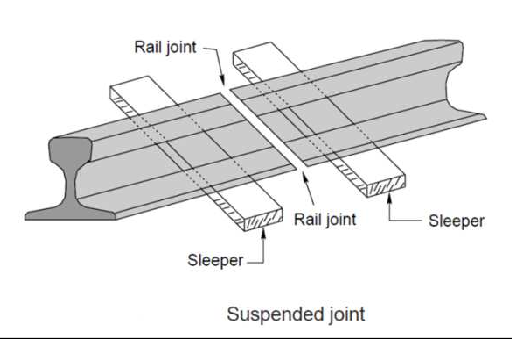 Rail joint
Rail joint
Sleeper
Sleeper
Suspended joint